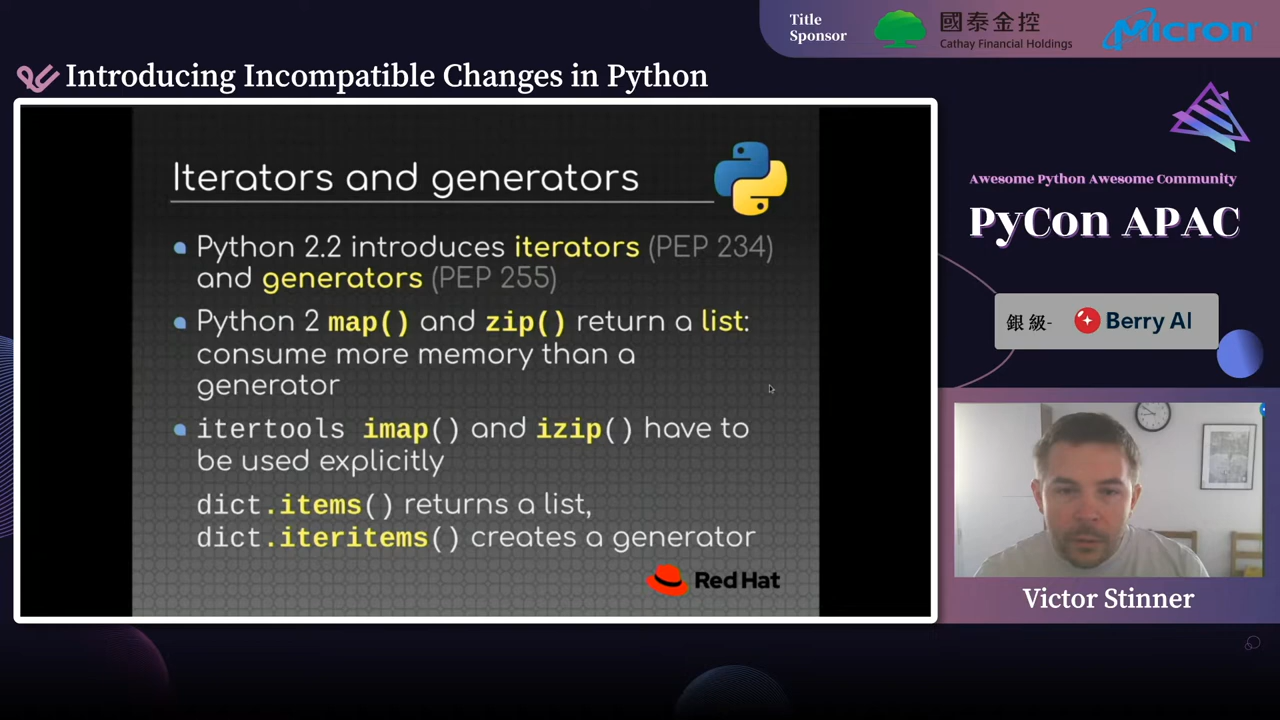 Title
Sponsor
國泰金控
Cathay Financial Holdings
Micron
Introducing Incompatible Changes in Python
Iterators and generators
Python 2.2 introduces iterators (PEP 234)
and generators (PEP 255)
Python 2 map() and zip() return a list:
consume more memory than a
generator
itertools imap() and izip() have to
be used explicitly
dict.items() returns a list,
dict.iteritems() creates a generator
Red Hat
Awesome Python Awesome Community
PyCon APAC
銀級-
Berry AI
Victor Stinner